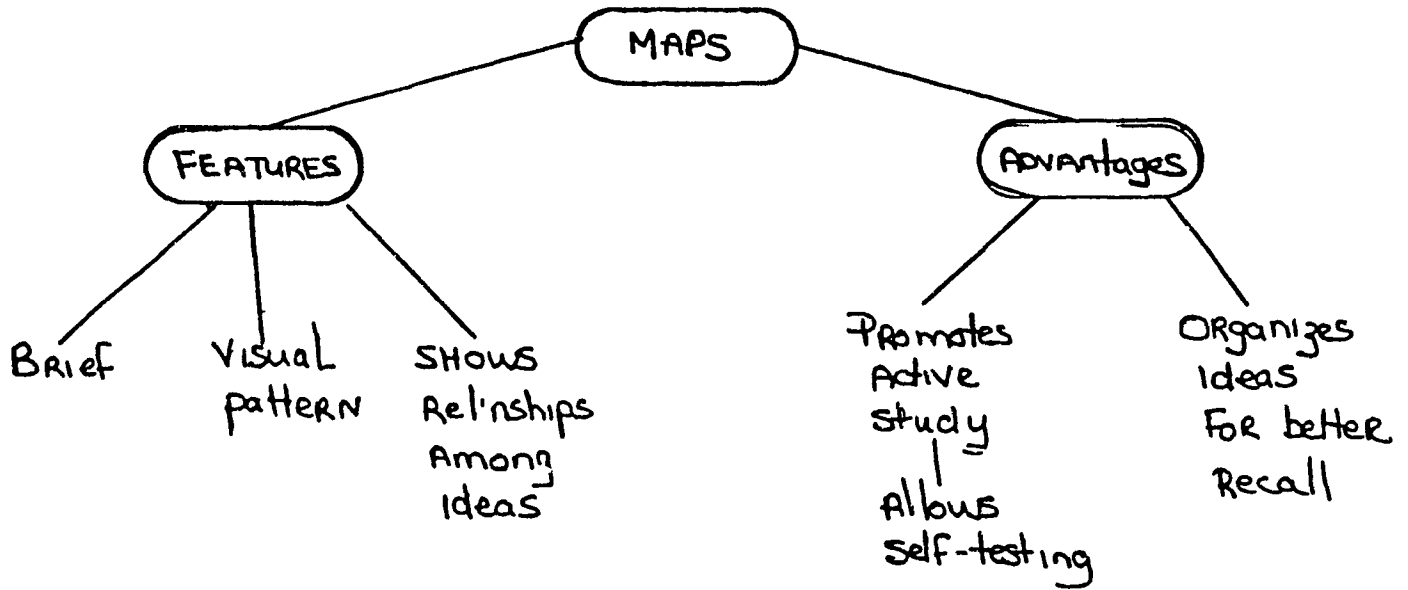 MAPS
FEATURES
ADVANtages
BRief
VISuaL
patteRN
SHOWS
Rel'nships
Among
Ideas
PRomotes
Active
Study
Allows
Self-testing
ORganizes
Ideas
FoR better
Recall